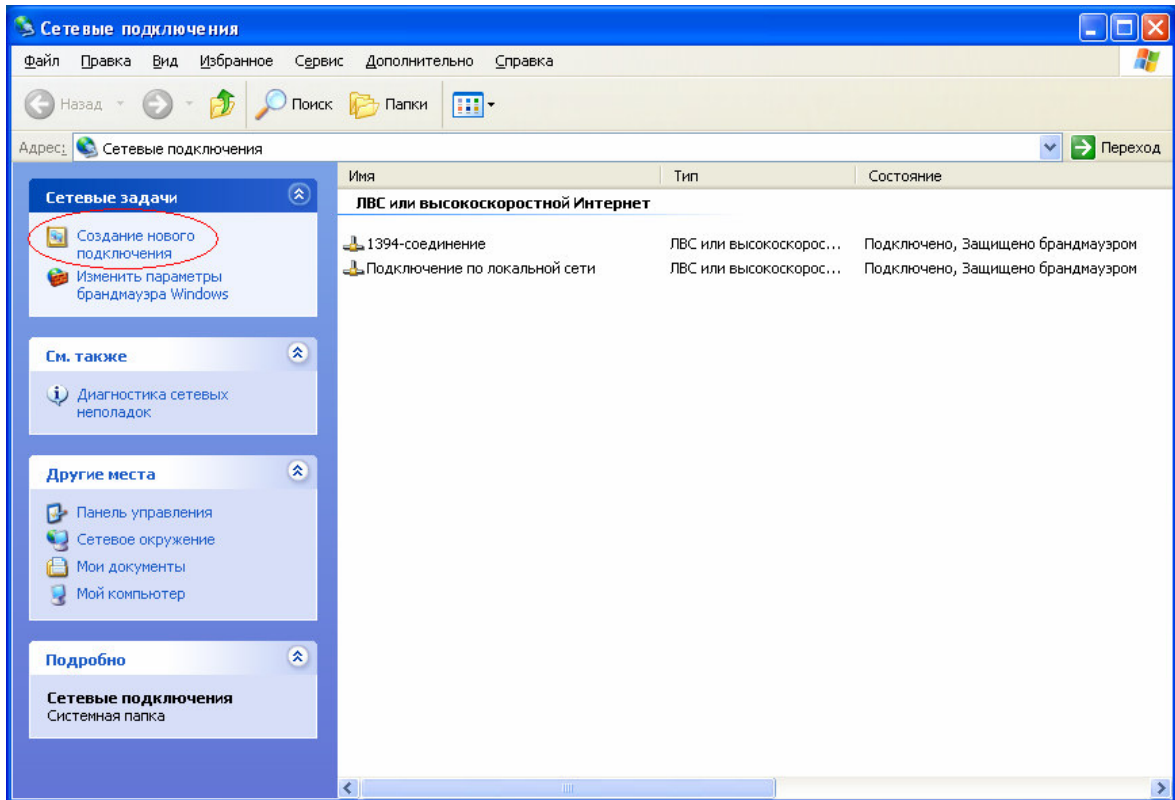 Сетевые подключения
Файл Правка Вид Избранное Сервис Дополнительно Справка
Назад Поиск Папки
Адрес: Сетевые подключения Переход
Сетевые задачи
Создание нового
подключения
Изменить параметры
брандмауэра Windows
См. также
Диагностика сетевых
неполадок
Другие места
Панель управления
Сетевое окружение
Мои документы
Мой компьютер
Подробно
Сетевые подключения
Системная папка
Имя Тип Состояние
ЛВС или высокоскоростной Интернет
1394-соединение ЛВС или высокоскорос... Подключено, Защищено брандмауэром
Подключение по локальной сети ЛВС или высокоскорос... Подключено, Защищено брандмауэром